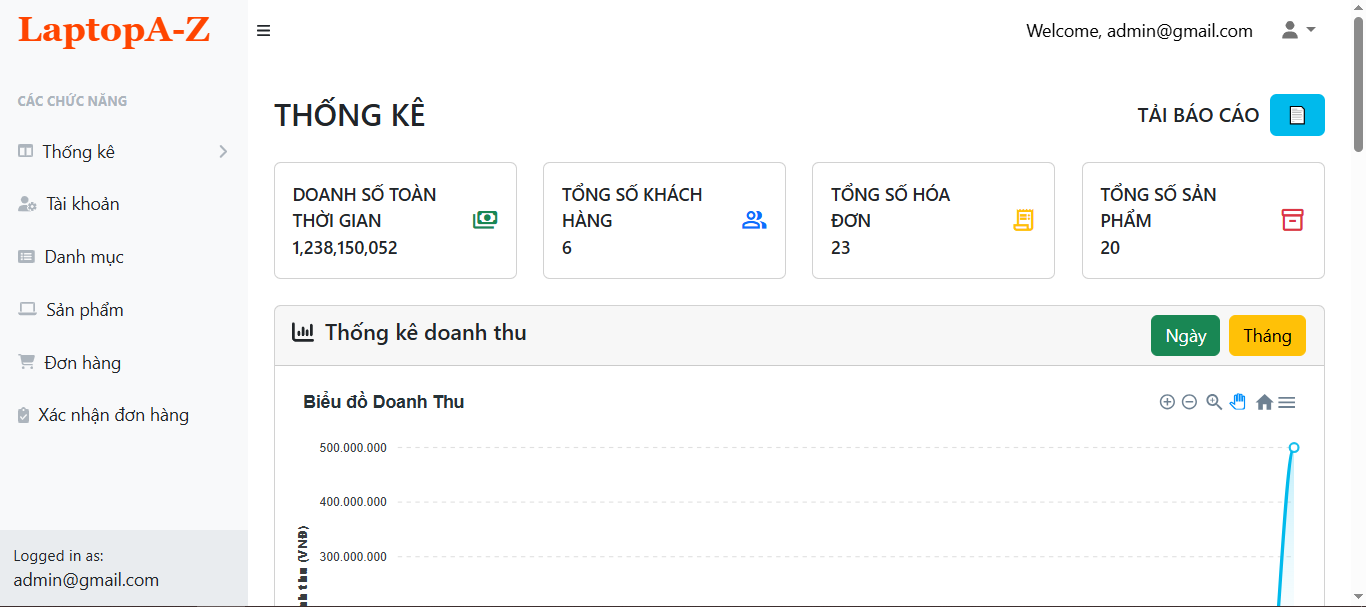 LaptopA-Z
Welcome, admin@gmail.com
CÁC CHỨC NĂNG
Thống kê
Tài khoản
Danh mục
Sản phẩm
Đơn hàng
Xác nhận đơn hàng
Logged in as:
admin@gmail.com
THỐNG KÊ
TẢI BÁO CÁO
DOANH SỐ TOÀN
THỜI GIAN
1,238,150,052
TỔNG SỐ KHÁCH
HÀNG
6
TỔNG SỐ HÓA
ĐƠN
23
TỔNG SỐ SẢN
PHẨM
20
Thống kê doanh thu
Ngày
Tháng
Biểu đồ Doanh Thu
500.000.000
400.000.000
300.000.000
thu (VNĐ)